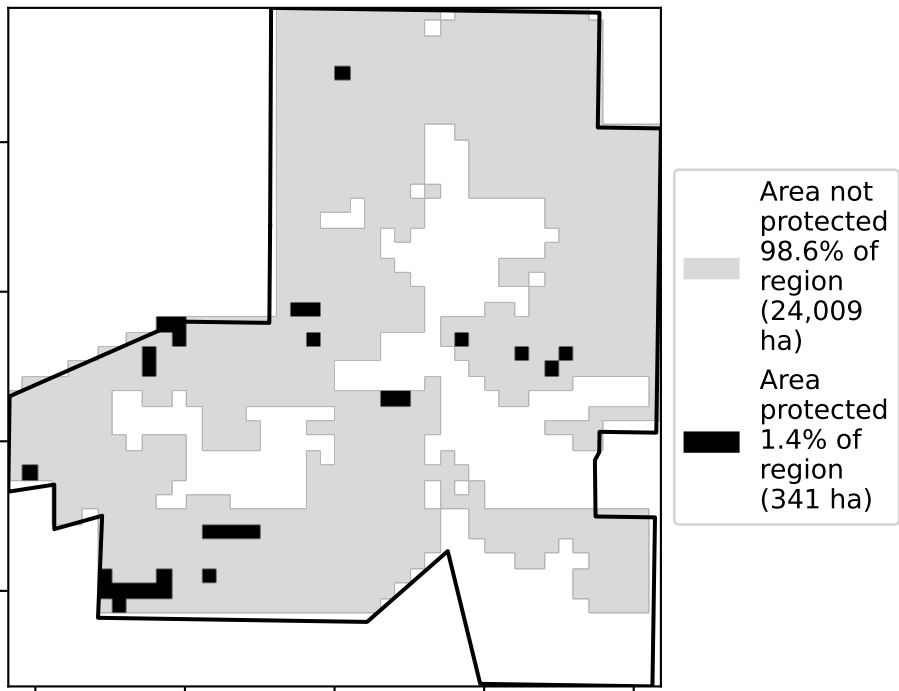 Area not
protected
98.6% of
region
(24,009
ha)
Area
protected
1.4% of
region
(341 ha)